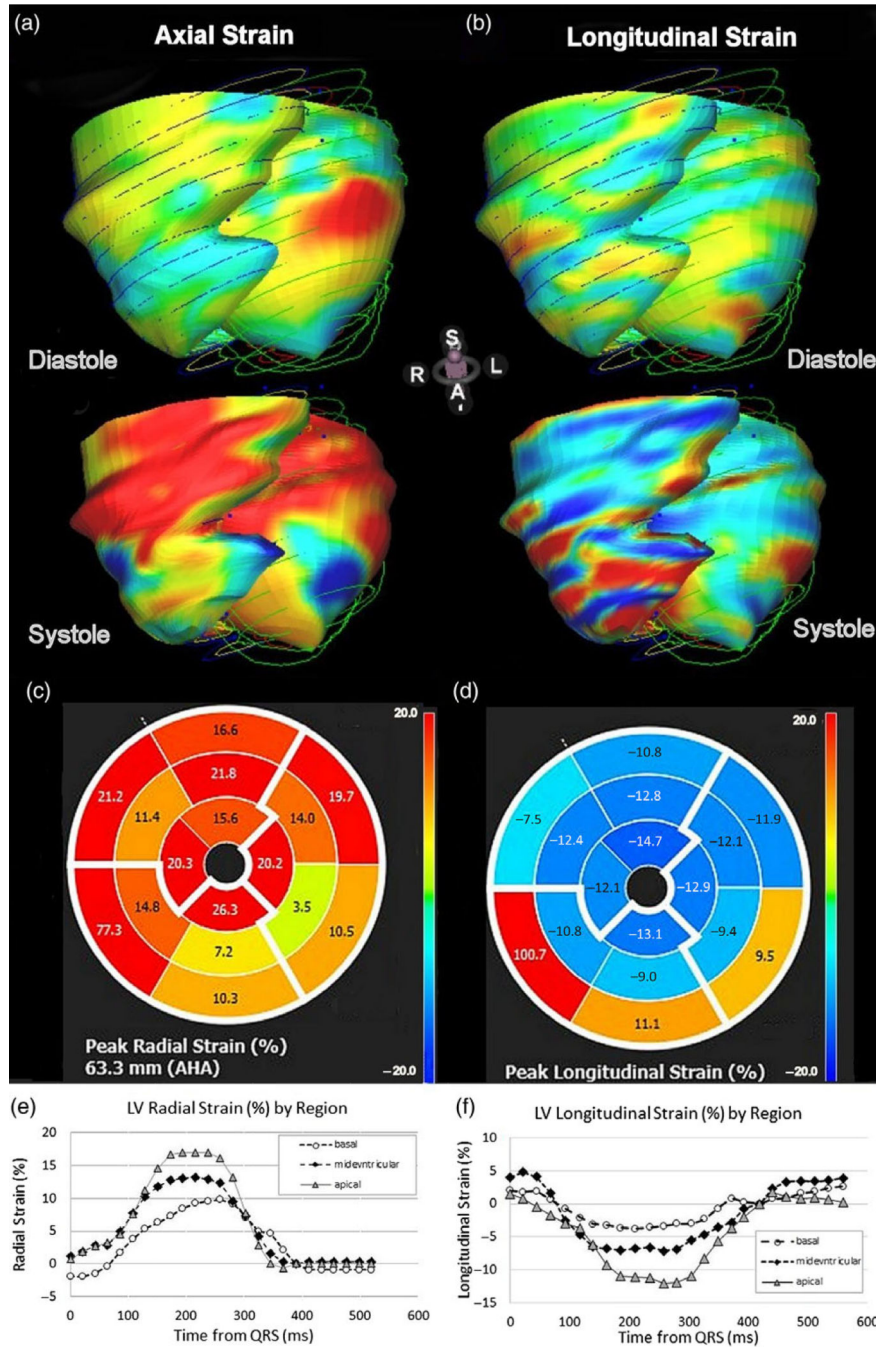 (a)
Axial Strain
(b)
Longitudinal Strain
Diastole
S
R
L
A
Diastole
Systole
Systole
(c)
20.0
16.6
21.8
21.2
19.7
11.4
15.6
14.0
20.3
20.2
14.8
26.3
3.5
77.3
7.2
10.5
10.3
Peak Radial Strain (%)
63.3 mm (AHA)
−20.0
(d)
20.0
−10.8
−12.8
−7.5
−11.9
−12.4
−14.7
−12.1
−12.1
−12.9
−10.8
−13.1
−9.4
100.7
−9.0
9.5
11.1
Peak Longitudinal Strain (%)
−20.0
(e)
LV Radial Strain (%) by Region
Radial Strain (%)
20
15
10
5
0
−5
basal
midevntricular
apical
0
100
200
300
400
500
600
Time from QRS (ms)
(f)
LV Longitudinal Strain (%) by Region
Longitudinal Strain (%)
10
5
0
−5
−10
−15
basal
midevntricular
apical
0
100
200
300
400
500
600
Time from QRS (ms)